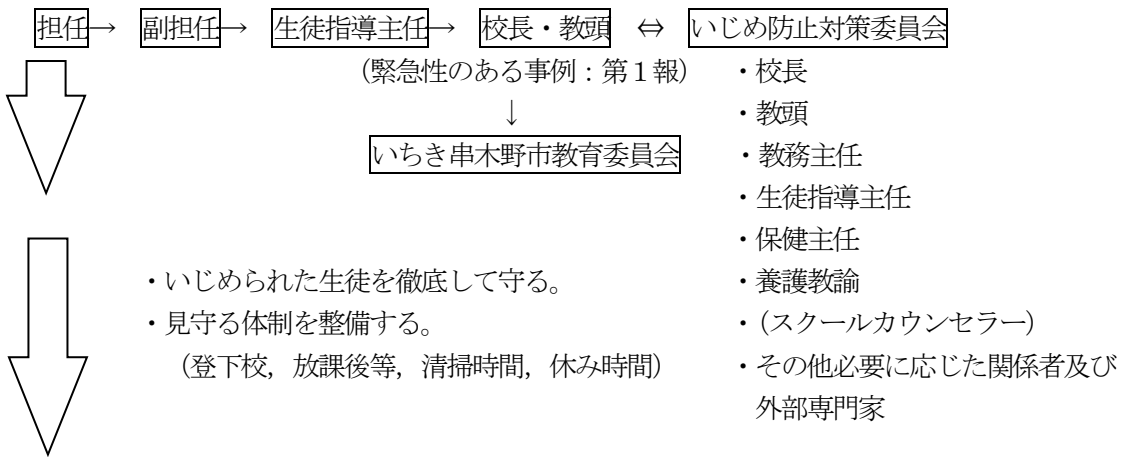 担任→ 副担任→ 生徒指導主任→ 校長・教頭 ⇔ いじめ防止対策委員会
(緊急性のある事例:第1報)
↓
いちき串木野市教育委員会
・校長
・教頭
・教務主任
・生徒指導主任
・保健主任
・養護教諭
・(スクールカウンセラー)
・その他必要に応じた関係者及び
外部専門家
・いじめられた生徒を徹底して守る。
・見守る体制を整備する。
(登下校,放課後等,清掃時間,休み時間)